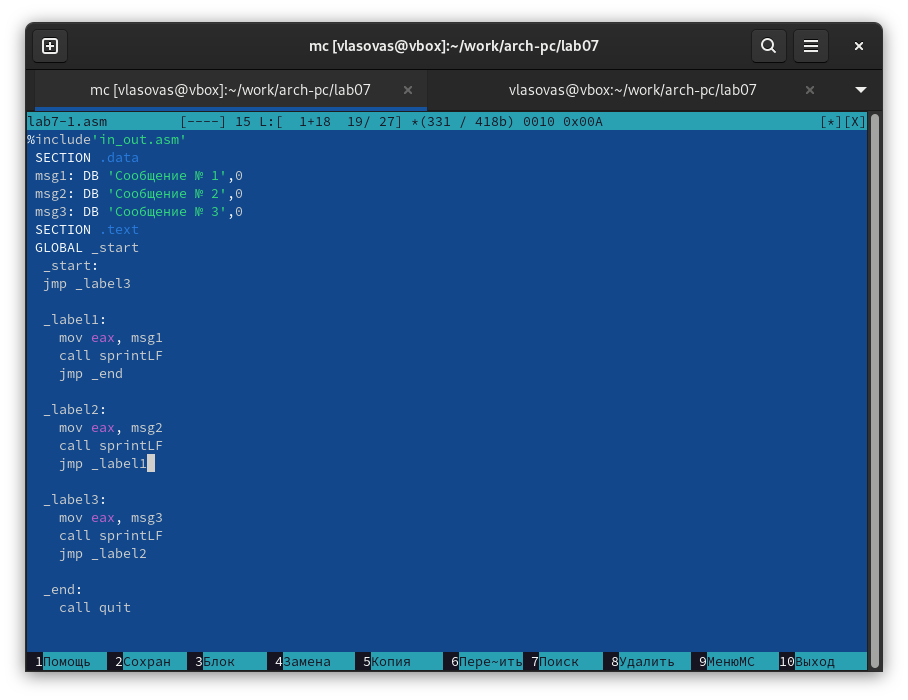 mc [vlasovas@vbox]:~/work/arch-pc/lab07
mc [vlasovas@vbox]:~/work/arch-pc/lab07 × vlasovas@vbox:~/work/arch-pc/lab07 ×
lab7-1.asm [----] 15 L:[ 1+18 19/ 27] *(331 / 418b) 0010 0x00A [*][X]
%include'in_out.asm'
SECTION .data
msg1: DB 'Сообщение № 1',0
msg2: DB 'Сообщение № 2',0
msg3: DB 'Сообщение № 3',0
SECTION .text
GLOBAL _start
_start:
jmp _label3
_label1:
mov eax, msg1
call sprintLF
jmp _end
_label2:
mov eax, msg2
call sprintLF
jmp _label1
_label3:
mov eax, msg3
call sprintLF
jmp _label2
_end:
call quit
1Помощь 2Сохран 3Блок 4Замена 5Копия 6Пере~ить 7Поиск 8Удалить 9МенюMC 10Выход